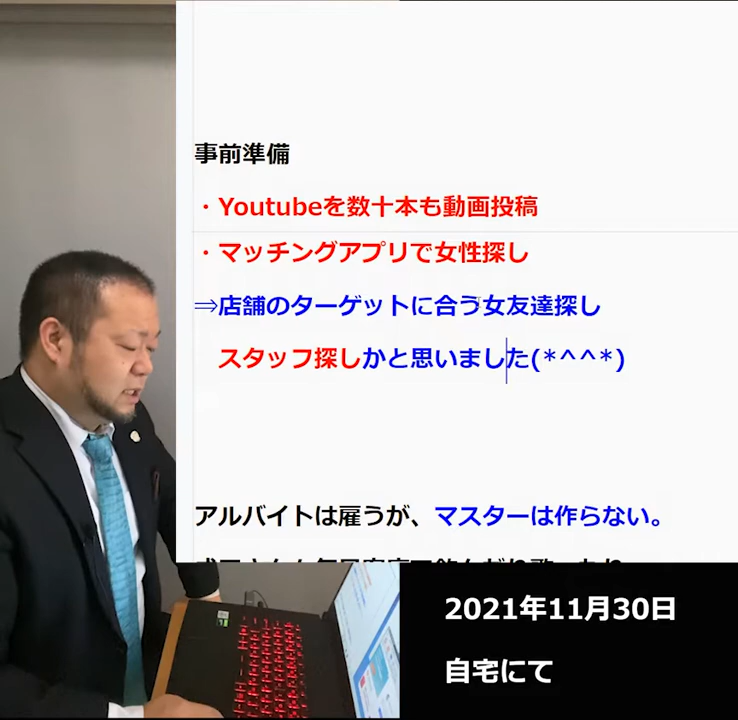 事前準備
・Youtubeを数十本も動画投稿
・マッチングアプリで女性探し
⇒店舗のターゲットに合う女友達探し
スタッフ探しかと思いました(*^^*)
アルバイトは雇うが、マスターは作らない。
2021年11月30日
自宅にて